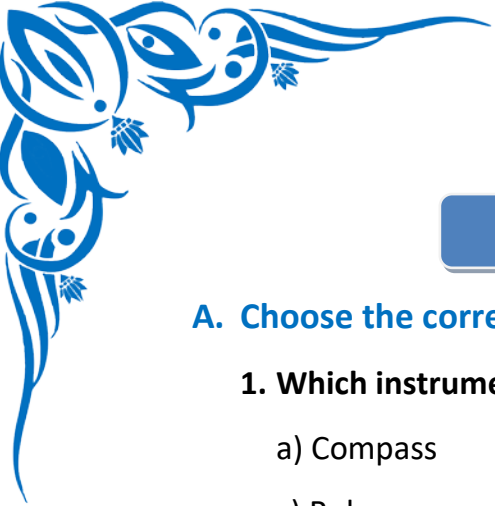 A. Choose the corre
1. Which instrume
a) Compass